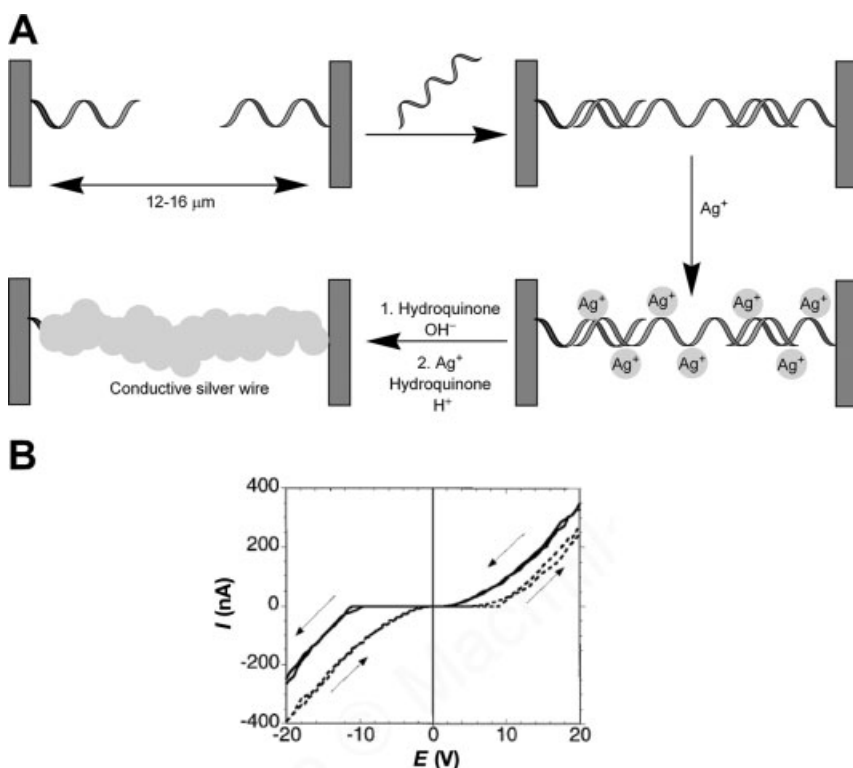 A
12-16 μm
Ag⁺
Ag⁺
Ag⁺
Ag⁺
Ag⁺
Ag⁺
Ag⁺
Ag⁺
1. Hydroquinone
OH⁻
2. Ag⁺
Hydroquinone
H⁺
Conductive silver wire
B
400
200
0
-200
-400
I (nA)
-20
-10
0
10
20
E (V)